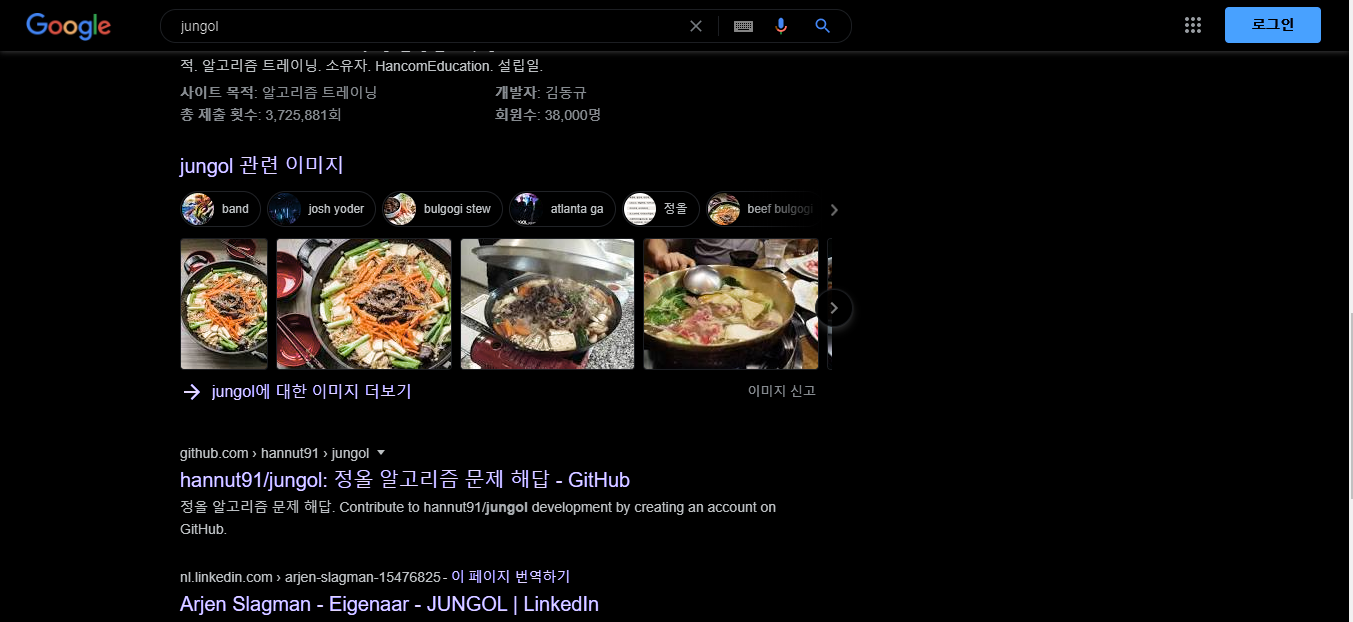 Google
jungol
로그인
적. 알고리즘 트레이닝. 소유자. HancomEducation. 설립일.
사이트 목적: 알고리즘 트레이닝
개발자: 김동규
총 제출 횟수: 3,725,881회
회원수: 38,000명
jungol 관련 이미지
band
josh yoder
bulgogi stew
atlanta ga
정올
beef bulgogi
jungol에 대한 이미지 더보기
이미지 신고
github.com › hannut91 › jungol
hannut91/jungol: 정올 알고리즘 문제 해답 - GitHub
정올 알고리즘 문제 해답. Contribute to hannut91/jungol development by creating an account on
GitHub.
nl.linkedin.com › arjen-slagman-15476825 - 이 페이지 번역하기
Arjen Slagman - Eigenaar - JUNGOL | LinkedIn